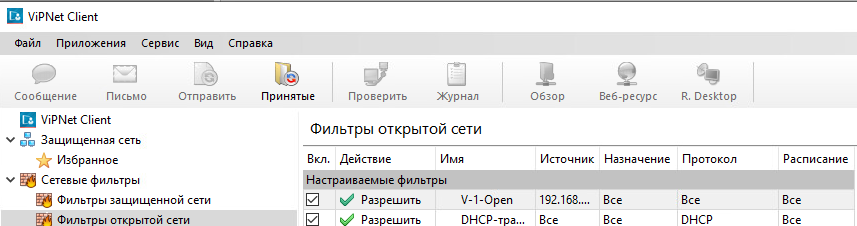 ViPNet Client
Файл Приложения Сервис Вид Справка
Сообщение Письмо Отправить Принятые Проверить Журнал Обзор Веб-ресурс R. Desktop
ViPNet Client
Защищенная сеть
Избранное
Сетевые фильтры
Фильтры защищенной сети
Фильтры открытой сети
Фильтры открытой сети
Вкл. Действие Имя Источник Назначение Протокол Расписание
Настраиваемые фильтры
Разрешить V-1-Open 192.168.... Все Все Все
Разрешить DHCP-тра... Все Все DHCP Все